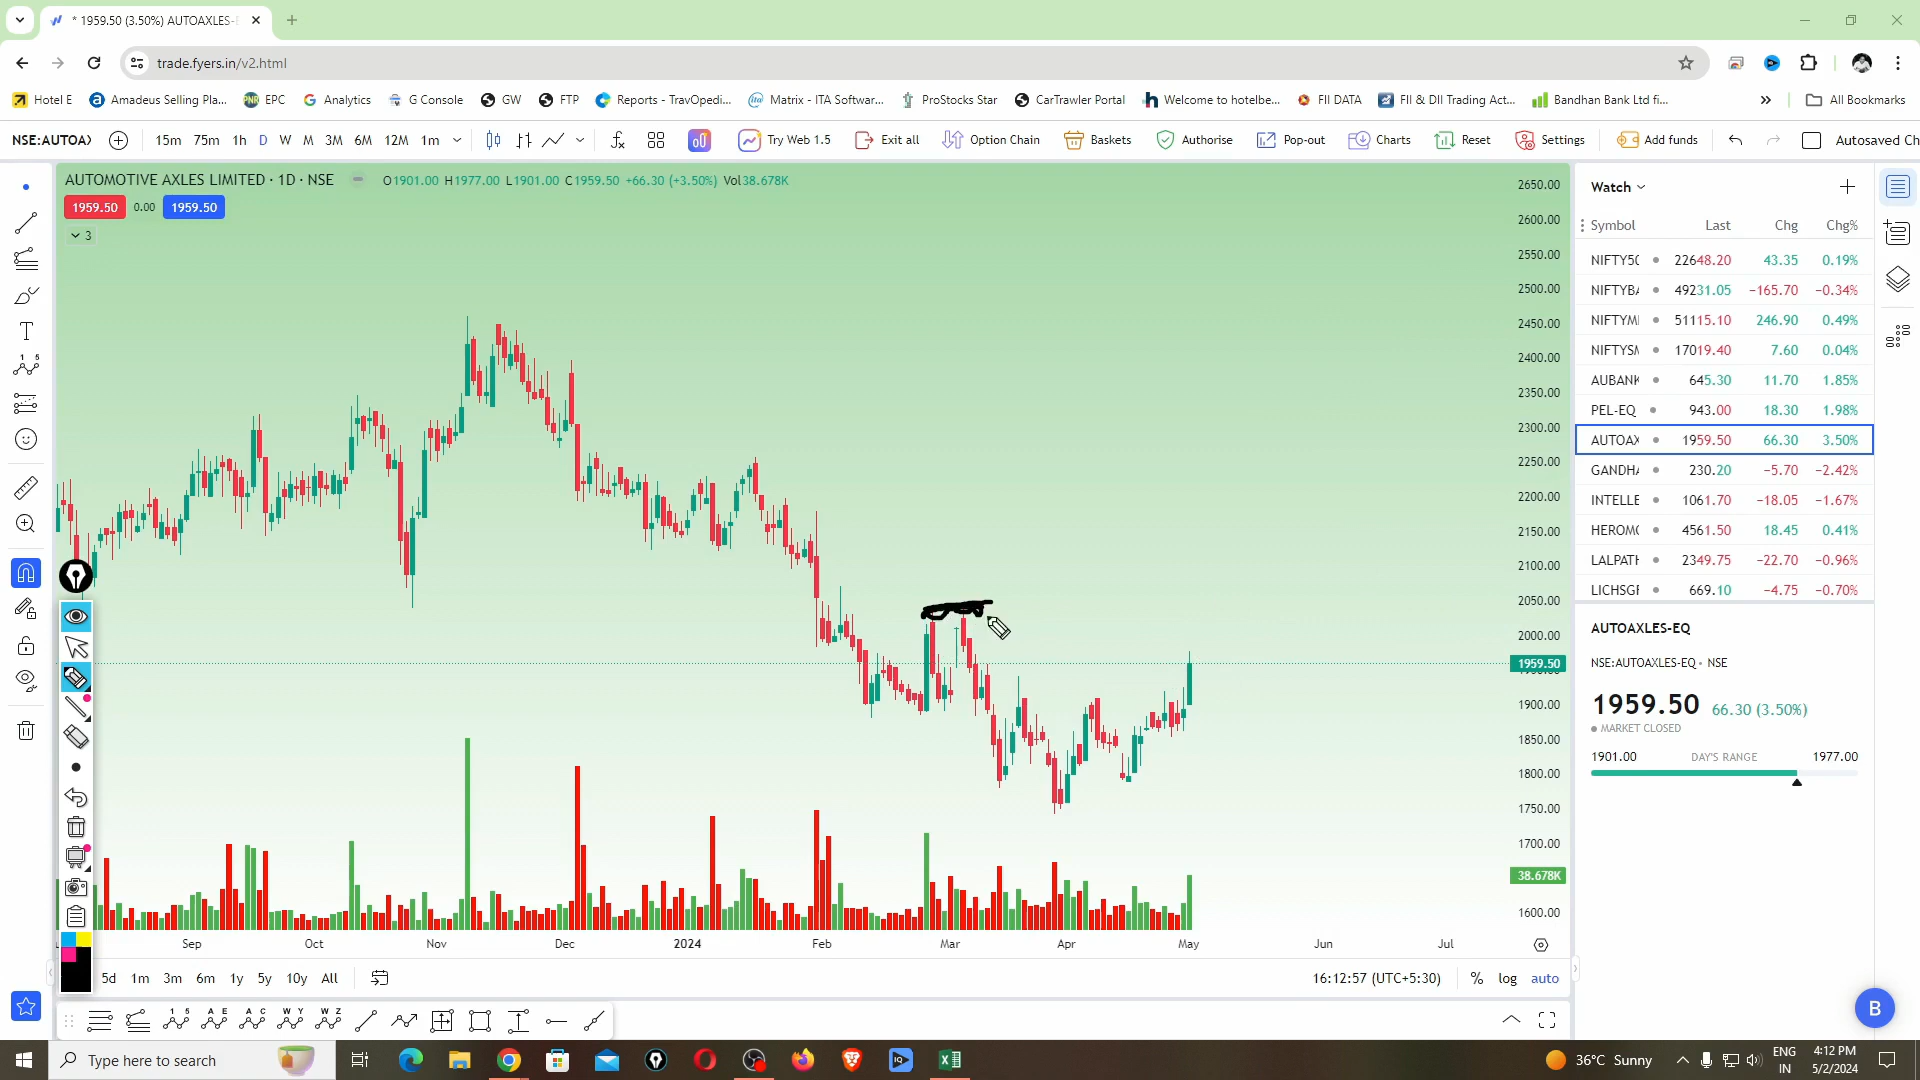 * 1959.50 (3.50%) AUTOAXLES-E
trade.fyers.in/v2.html
Hotel E
Amadeus Selling Pla...
EPC
Analytics
G Console
GW
FTP
Reports - TravOpedi...
Matrix - ITA Softwar...
ProStocks Star
CarTrawler Portal
Welcome to hotelbe...
FII DATA
FII & DII Trading Act...
Bandhan Bank Ltd fi...
All Bookmarks
NSE:AUTOAX
15m 75m 1h D W M 3M 6M 12M 1m
Try Web 1.5
Exit all
Option Chain
Baskets
Authorise
Pop-out
Charts
Reset
Settings
Add funds
Autosaved Ch
AUTOMOTIVE AXLES LIMITED · 1D · NSE
O1901.00 H1977.00 L1901.00 C1959.50 +66.30 (+3.50%) Vol38.678K
1959.50 0.00 1959.50
3
2650.00
2600.00
2550.00
2500.00
2450.00
2400.00
2350.00
2300.00
2250.00
2200.00
2150.00
2100.00
2050.00
2000.00
1959.50
1900.00
1850.00
1800.00
1750.00
1700.00
38.678K
1600.00
Sep Oct Nov Dec 2024 Feb Mar Apr May Jun Jul
5d 1m 3m 6m 1y 5y 10y All
16:12:57 (UTC+5:30)
% log auto
Watch
Symbol Last Chg Chg%
NIFTY50 22648.20 43.35 0.19%
NIFTYBA 49231.05 −165.70 −0.34%
NIFTYMI 51115.10 246.90 0.49%
NIFTYSM 17019.40 7.60 0.04%
AUBANK 645.30 11.70 1.85%
PEL-EQ 943.00 18.30 1.98%
AUTOAX 1959.50 66.30 3.50%
GANDHA 230.20 −5.70 −2.42%
INTELLE 1061.70 −18.05 −1.67%
HEROMO 4561.50 18.45 0.41%
LALPATH 2349.75 −22.70 −0.96%
LICHSGF 669.10 −4.75 −0.70%
AUTOAXLES-EQ
NSE:AUTOAXLES-EQ • NSE
1959.50 66.30 (3.50%)
MARKET CLOSED
1901.00 DAY'S RANGE 1977.00
B
Type here to search
36°C Sunny
ENG
IN
4:12 PM
5/2/2024